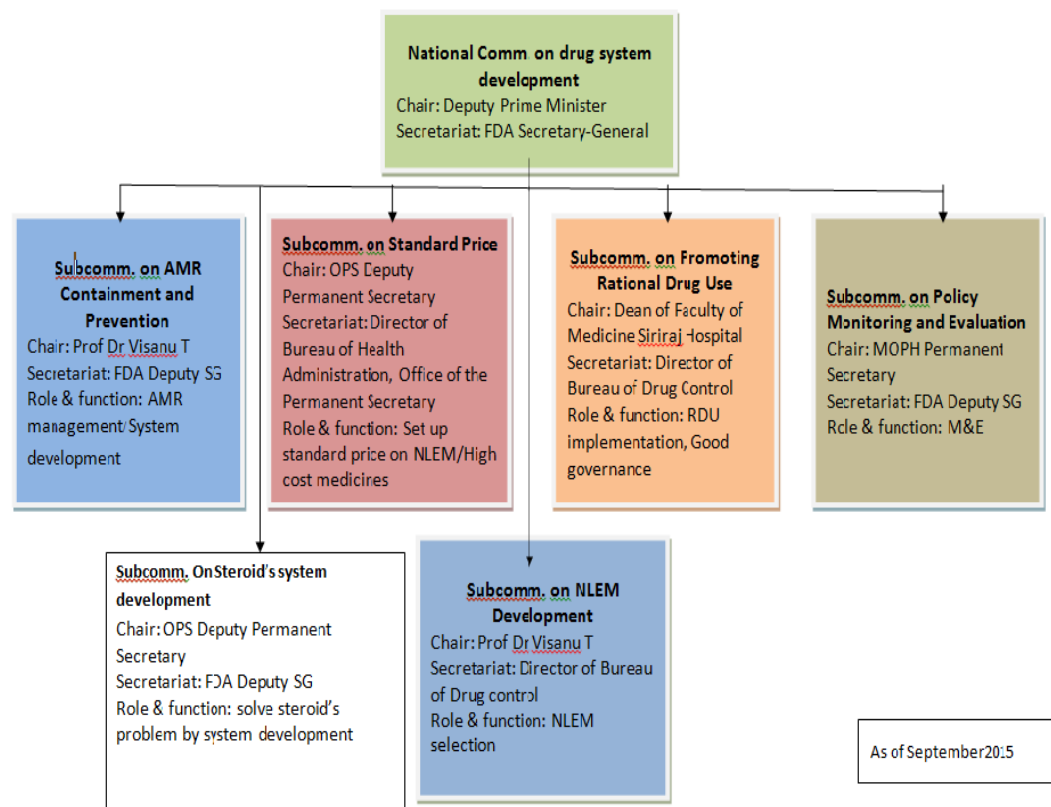 National Comm. on drug system
development
Chair: Deputy Prime Minister
Secretariat: FDA Secretary-General
Subcomm. on AMR
Containment and
Prevention
Chair: Prof Dr Visanu T
Secretariat: FDA Deputy SG
Role & function: AMR
management/System
development
Subcomm. on Standard Price
Chair: OPS Deputy
Permanent Secretary
Secretariat: Director of
Bureau of Health
Administration, Office of the
Permanent Secretary
Role & function: Set up
standard price on NLEM/High
cost medicines
Subcomm. on Promoting
Rational Drug Use
Chair: Dean of Faculty of
Medicine Siriraj Hospital
Secretariat: Director of
Bureau of Drug Control
Role & function: RDU
implementation, Good
governance
Subcomm. on Policy
Monitoring and Evaluation
Chair: MOPH Permanent
Secretary
Secretariat: FDA Deputy SG
Role & function: M&E
Subcomm. On Steroid's system
development
Chair: OPS Deputy Permanent
Secretary
Secretariat: FDA Deputy SG
Role & function: solve steroid's
problem by system development
Subcomm. on NLEM
Development
Chair: Prof Dr Visanu T
Secretariat: Director of Bureau
of Drug control
Role & function: NLEM
selection
As of September2015